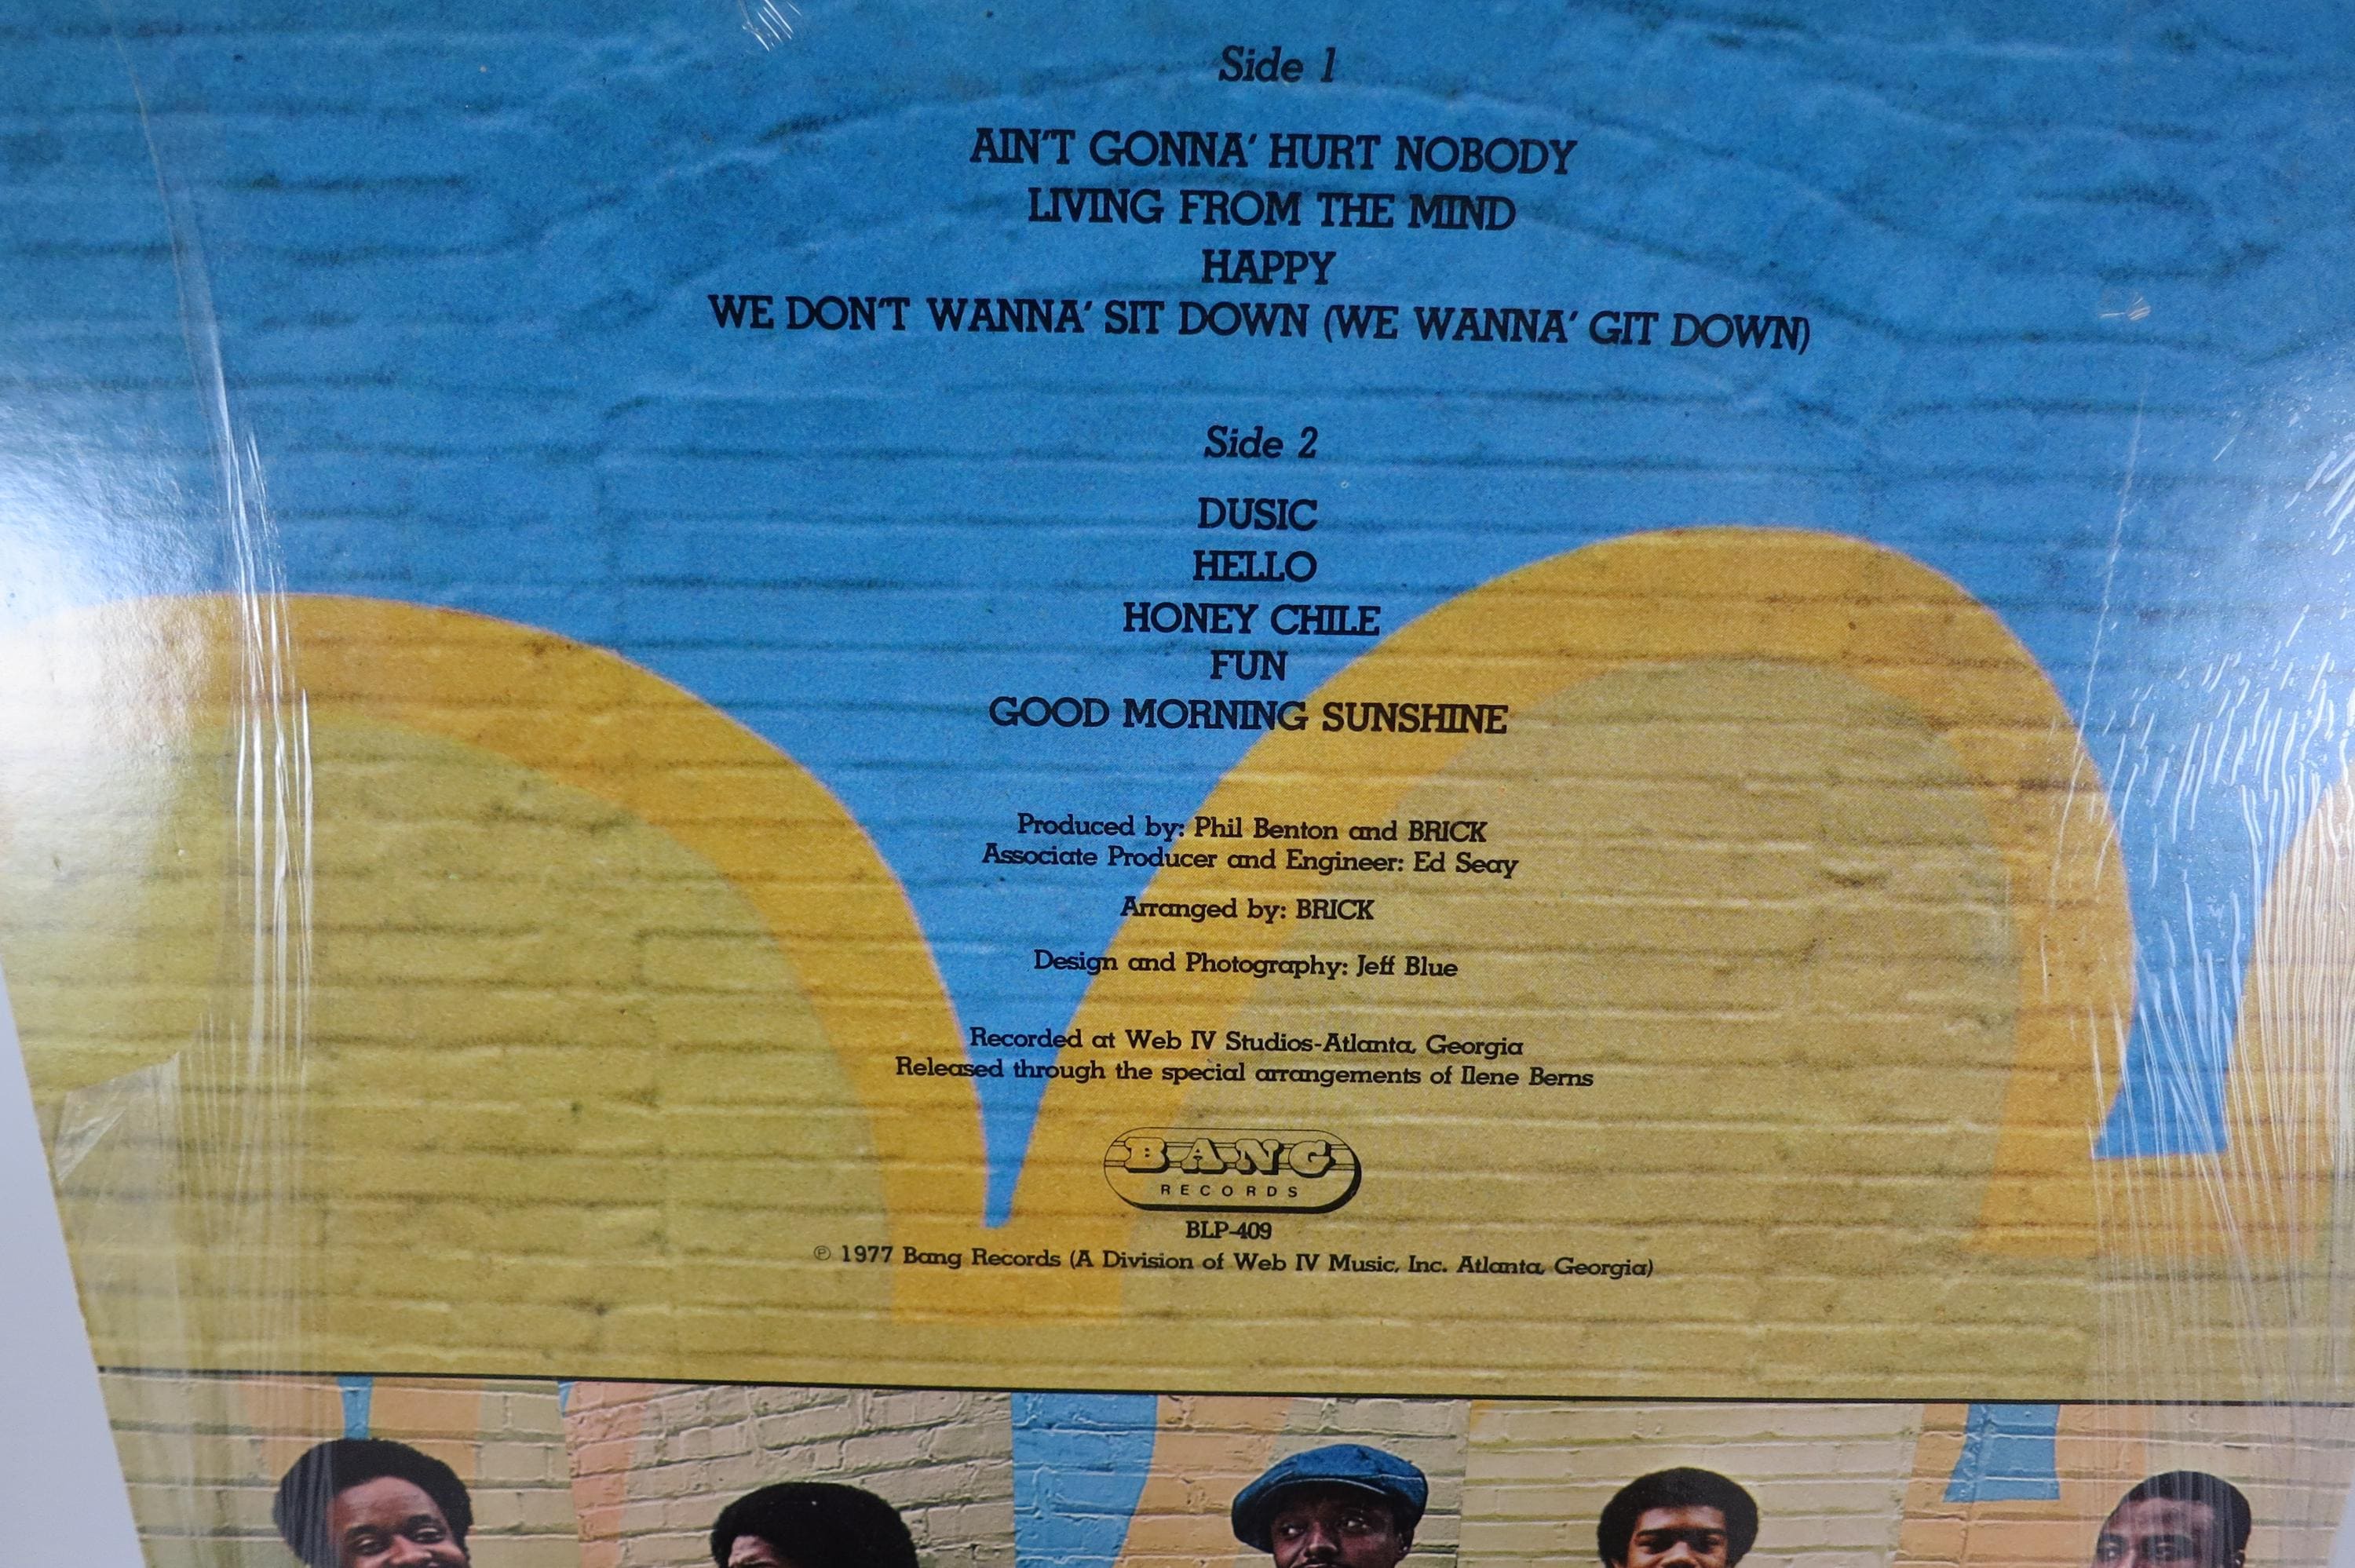 Side 1
AIN'T GONNA' HURT NOBODY
LIVING FROM THE MIND
HAPPY
WE DON'T WANNA' SIT DOWN (WE WANNA' GIT DOWN)
Side 2
DUSIC
HELLO
HONEY CHILE
FUN
GOOD MORNING SUNSHINE
Produced by: Phil Benton and BRICK
Associate Producer and Engineer: Ed Seay
Arranged by: BRICK
Design and Photography: Jeff Blue
Recorded at Web IV Studios-Atlanta, Georgia
Released through the special arrangements of Ilene Berns
BANG
RECORDS
BLP-409
℗ 1977 Bang Records (A Division of Web IV Music, Inc. Atlanta, Georgia)